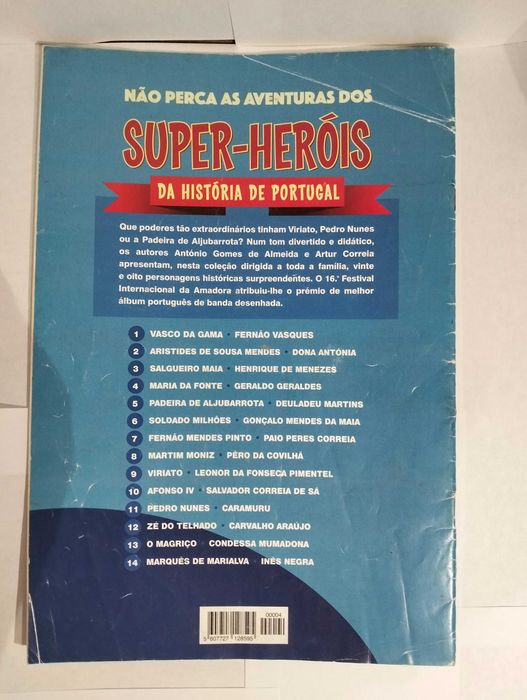 NÃO PERCA AS AVENTURAS DOS
SUPER-HERÓIS
DA HISTÓRIA DE PORTUGAL
Que poderes tão extraordinários tinham Viriato, Pedro Nunes
ou a Padeira de Aljubarrota? Num tom divertido e didático,
os autores António Gomes de Almeida e Artur Correia
apresentam, nesta coleção dirigida a toda a família, vinte
e oito personagens históricas surpreendentes. O 16.º Festival
Internacional da Amadora atribuiu-lhe o prémio de melhor
álbum português de banda desenhada.
1 VASCO DA GAMA • FERNÃO VASQUES
2 ARISTIDES DE SOUSA MENDES • DONA ANTÓNIA
3 SALGUEIRO MAIA • HENRIQUE DE MENEZES
4 MARIA DA FONTE • GERALDO GERALDES
5 PADEIRA DE ALJUBARROTA • DEULADEU MARTINS
6 SOLDADO MILHÕES • GONÇALO MENDES DA MAIA
7 FERNÃO MENDES PINTO • PAIO PERES CORREIA
8 MARTIM MONIZ • PÊRO DA COVILHÃ
9 VIRIATO • LEONOR DA FONSECA PIMENTEL
10 AFONSO IV • SALVADOR CORREIA DE SÁ
11 PEDRO NUNES • CARAMURU
12 ZÉ DO TELHADO • CARVALHO ARAÚJO
13 O MAGRIÇO • CONDESSA MUMADONA
14 MARQUÊS DE MARIALVA • INÊS NEGRA
00004
5 607727 128595